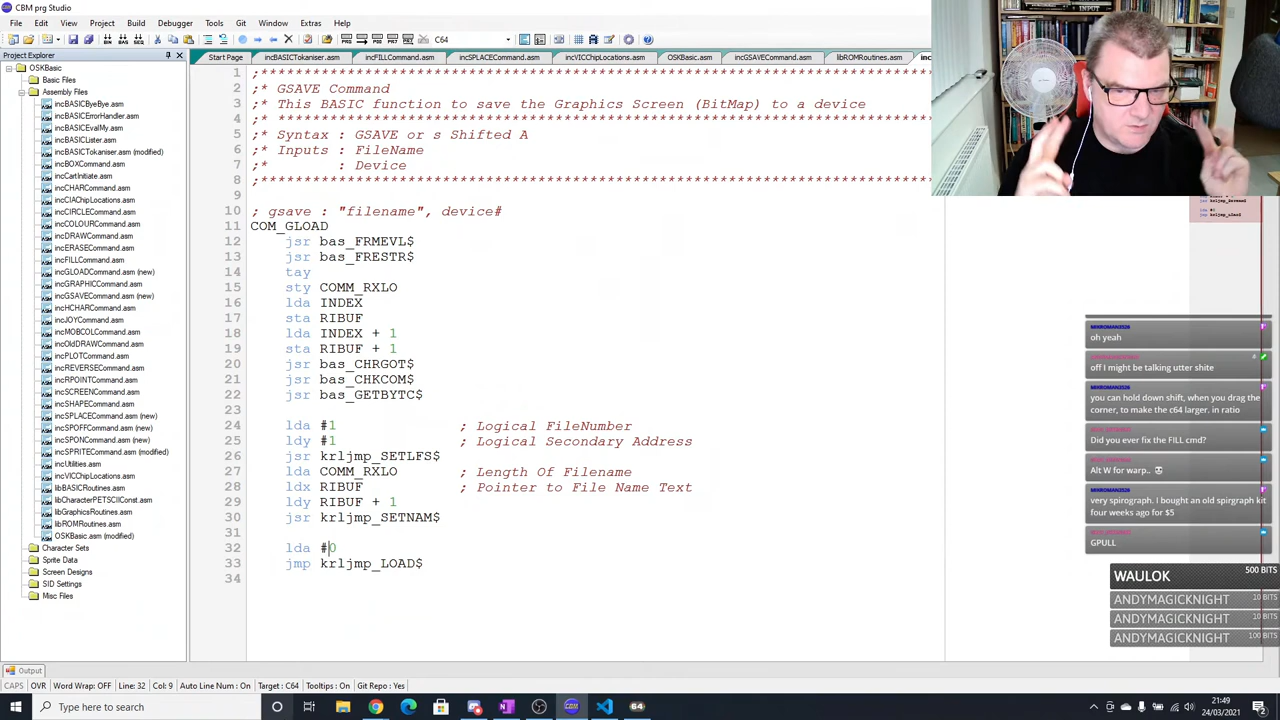 CBM prg Studio
File Edit View Project Build Debugger Tools Git Window Extras Help
C64
Project Explorer
Start Page incBASICTokaniser.asm incFILLCommand.asm incSPLACECommand.asm incVICChipLocations.asm OSKBasic.asm incGSAVECommand.asm libROMRoutines.asm
OSKBasic
Basic Files
Assembly Files
incBASICByeBye.asm
incBASICErrorHandler.asm
incBASICEvalMy.asm
incBASICLister.asm
incBASICTokaniser.asm (modified)
incBOXCommand.asm
incCartInitiate.asm
incCHARCommand.asm
incCIAChipLocations.asm
incCIRCLECommand.asm
incCOLOURCommand.asm
incDRAWCommand.asm
incERASECommand.asm
incFILLCommand.asm
incGLOADCommand.asm (new)
incGRAPHICCommand.asm
incGSAVECommand.asm (new)
incHCHARCommand.asm
incJOYCommand.asm
incMOBCOLCommand.asm
incOldDRAWCommand.asm
incPLOTCommand.asm
incREVERSECommand.asm
incRPOINTCommand.asm
incSCREENCommand.asm
incSHAPECommand.asm
incSPLACECommand.asm (new)
incSPOFFCommand.asm (new)
incSPONCommand.asm (new)
incSPRITECommand.asm (modified)
incUtilities.asm
incVICChipLocations.asm
libBASICRoutines.asm
libCharacterPETSCIIConst.asm
libGraphicsRoutines.asm
libROMRoutines.asm
OSKBasic.asm (modified)
Character Sets
Sprite Data
Screen Designs
SID Settings
Misc Files
1
2 ;* GSAVE Command
3 ;* This BASIC function to save the Graphics Screen (BitMap) to a device
4
5 ;* Syntax : GSAVE or s Shifted A
6 ;* Inputs : FileName
7 ;* : Device
8
9
10 ; gsave : "filename", device#
11 COM_GLOAD
12 jsr bas_FRMEVL$
13 jsr bas_FRESTR$
14 tay
15 sty COMM_RXLO
16 lda INDEX
17 sta RIBUF
18 lda INDEX + 1
19 sta RIBUF + 1
20 jsr bas_CHRGOT$
21 jsr bas_CHKCOM$
22 jsr bas_GETBYTC$
23
24 lda #1 ; Logical FileNumber
25 ldy #1 ; Logical Secondary Address
26 jsr krljmp_SETLFS$
27 lda COMM_RXLO ; Length Of Filename
28 ldx RIBUF ; Pointer to File Name Text
29 ldy RIBUF + 1
30 jsr krljmp_SETNAM$
31
32 lda #0
33 jmp krljmp_LOAD$
34
oh yeah
off I might be talking utter shite
you can hold down shift, when you drag the
corner, to make the c64 larger. in ratio
Did you ever fix the FILL cmd?
Alt W for warp..
very spirograph. I bought an old spirgraph kit
four weeks ago for $5
GPULL
WAULOK 500 BITS
ANDYMAGICKNIGHT 10 BITS
ANDYMAGICKNIGHT 10 BITS
ANDYMAGICKNIGHT 100 BITS
Output
CAPS OVR Word Wrap: OFF Line: 32 Col: 9 Auto Line Num : On Target : C64 Tooltips : On Git Repo : Yes
Type here to search
21:49
24/03/2021